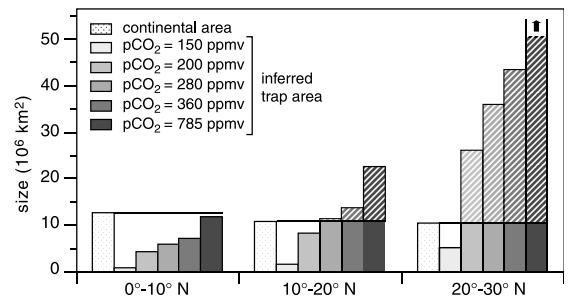 continental area
pCO₂ = 150 ppmv
pCO₂ = 200 ppmv
pCO₂ = 280 ppmv
pCO₂ = 360 ppmv
pCO₂ = 785 ppmv
inferred
trap area
size (10⁶ km²)
50
40
30
20
10
0
0°-10° N
10°-20° N
20°-30° N